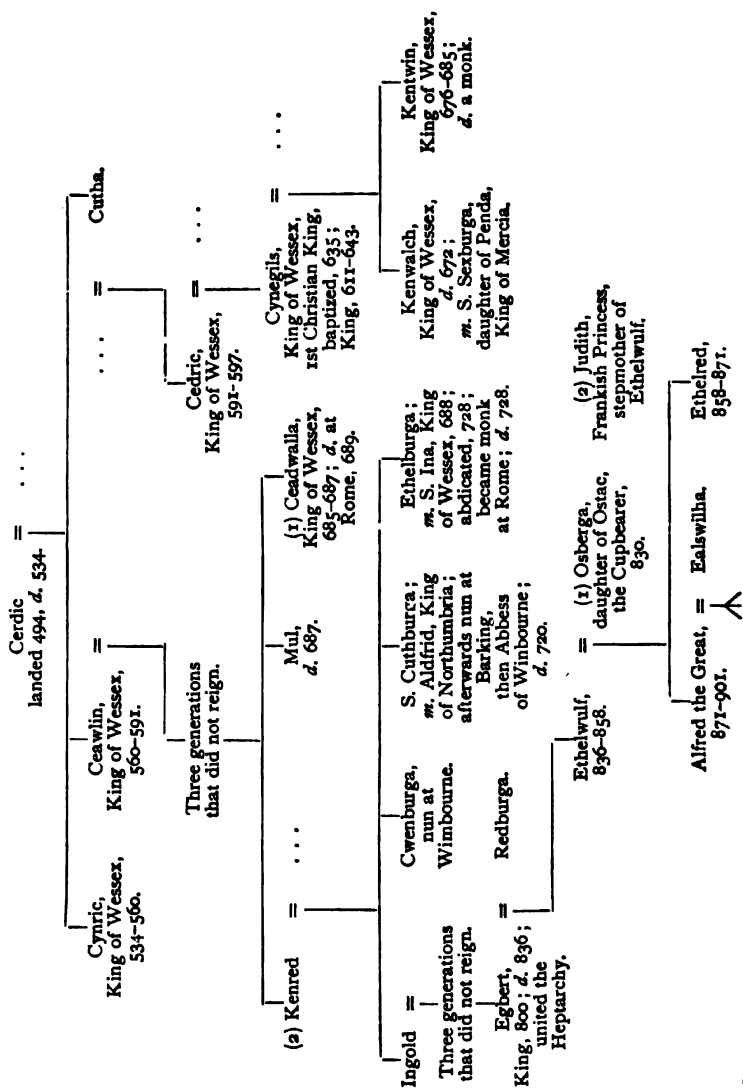 Cerdic = . . .
landed 494, d. 534.
Cynric,
King of Wessex,
534–560.
Ceawlin, =
King of Wessex,
560–591.
. . . =
Cutha.
Three generations
that did not reign.
Cedric, = . . .
King of Wessex,
591–597.
(2) Kenred = . . .
Mul,
d. 687.
(1) Ceadwalla,
King of Wessex,
685–687; d. at
Rome, 689.
Cynegils, = . . .
King of Wessex,
1st Christian King,
baptized, 635;
King, 611–643.
Ingold =
Cwenburga,
nun at
Wimbourne.
S. Cuthburga;
m. Aldfrid, King
of Northumbria;
afterwards nun at
Barking,
then Abbess
of Winbourne;
d. 720.
Ethelburga;
m. S. Ina, King
of Wessex, 688;
abdicated, 728;
became monk
at Rome; d. 728.
Kenwalch,
King of Wessex,
d. 672;
m. S. Sexburga,
daughter of Penda,
King of Mercia.
Kentwin,
King of Wessex,
676–685;
d. a monk.
Three generations
that did not reign.
Egbert, = Redburga.
King, 800; d. 836;
united the
Heptarchy.
Ethelwulf, =
836–858.
(1) Osberga,
daughter of Ostac,
the Cupbearer,
830.
(2) Judith,
Frankish Princess,
stepmother of
Ethelwulf.
Alfred the Great, = Ealswilha.
871–901.
Ethelred,
858–871.